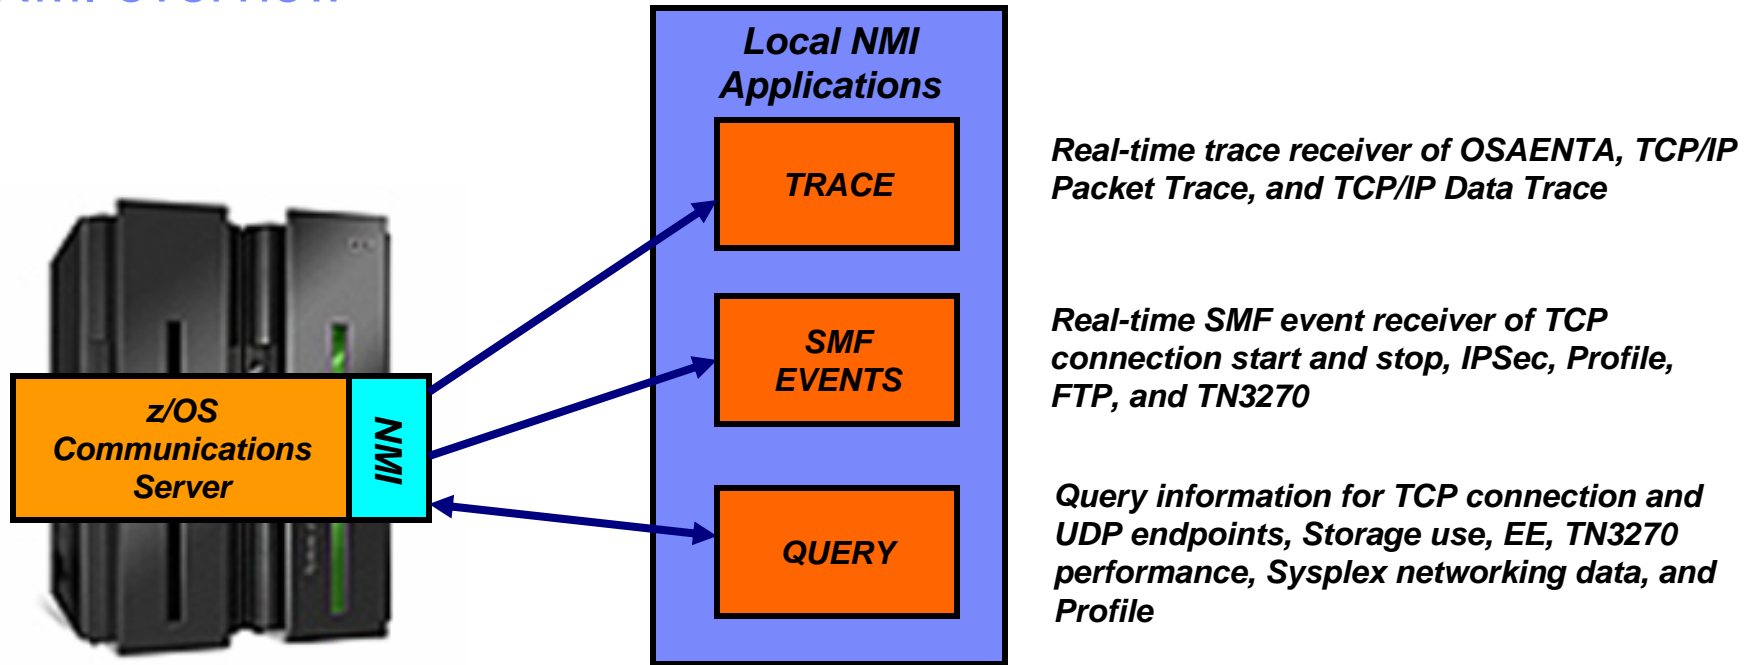 Local NMI
Applications
TRACE
Real-time trace receiver of OSAENTA, TCP/IP
Packet Trace, and TCP/IP Data Trace
SMF
EVENTS
Real-time SMF event receiver of TCP
connection start and stop, IPSec, Profile,
FTP, and TN3270
z/OS
Communications
Server
NMI
QUERY
Query information for TCP connection and
UDP endpoints, Storage use, EE, TN3270
performance, Sysplex networking data, and
Profile